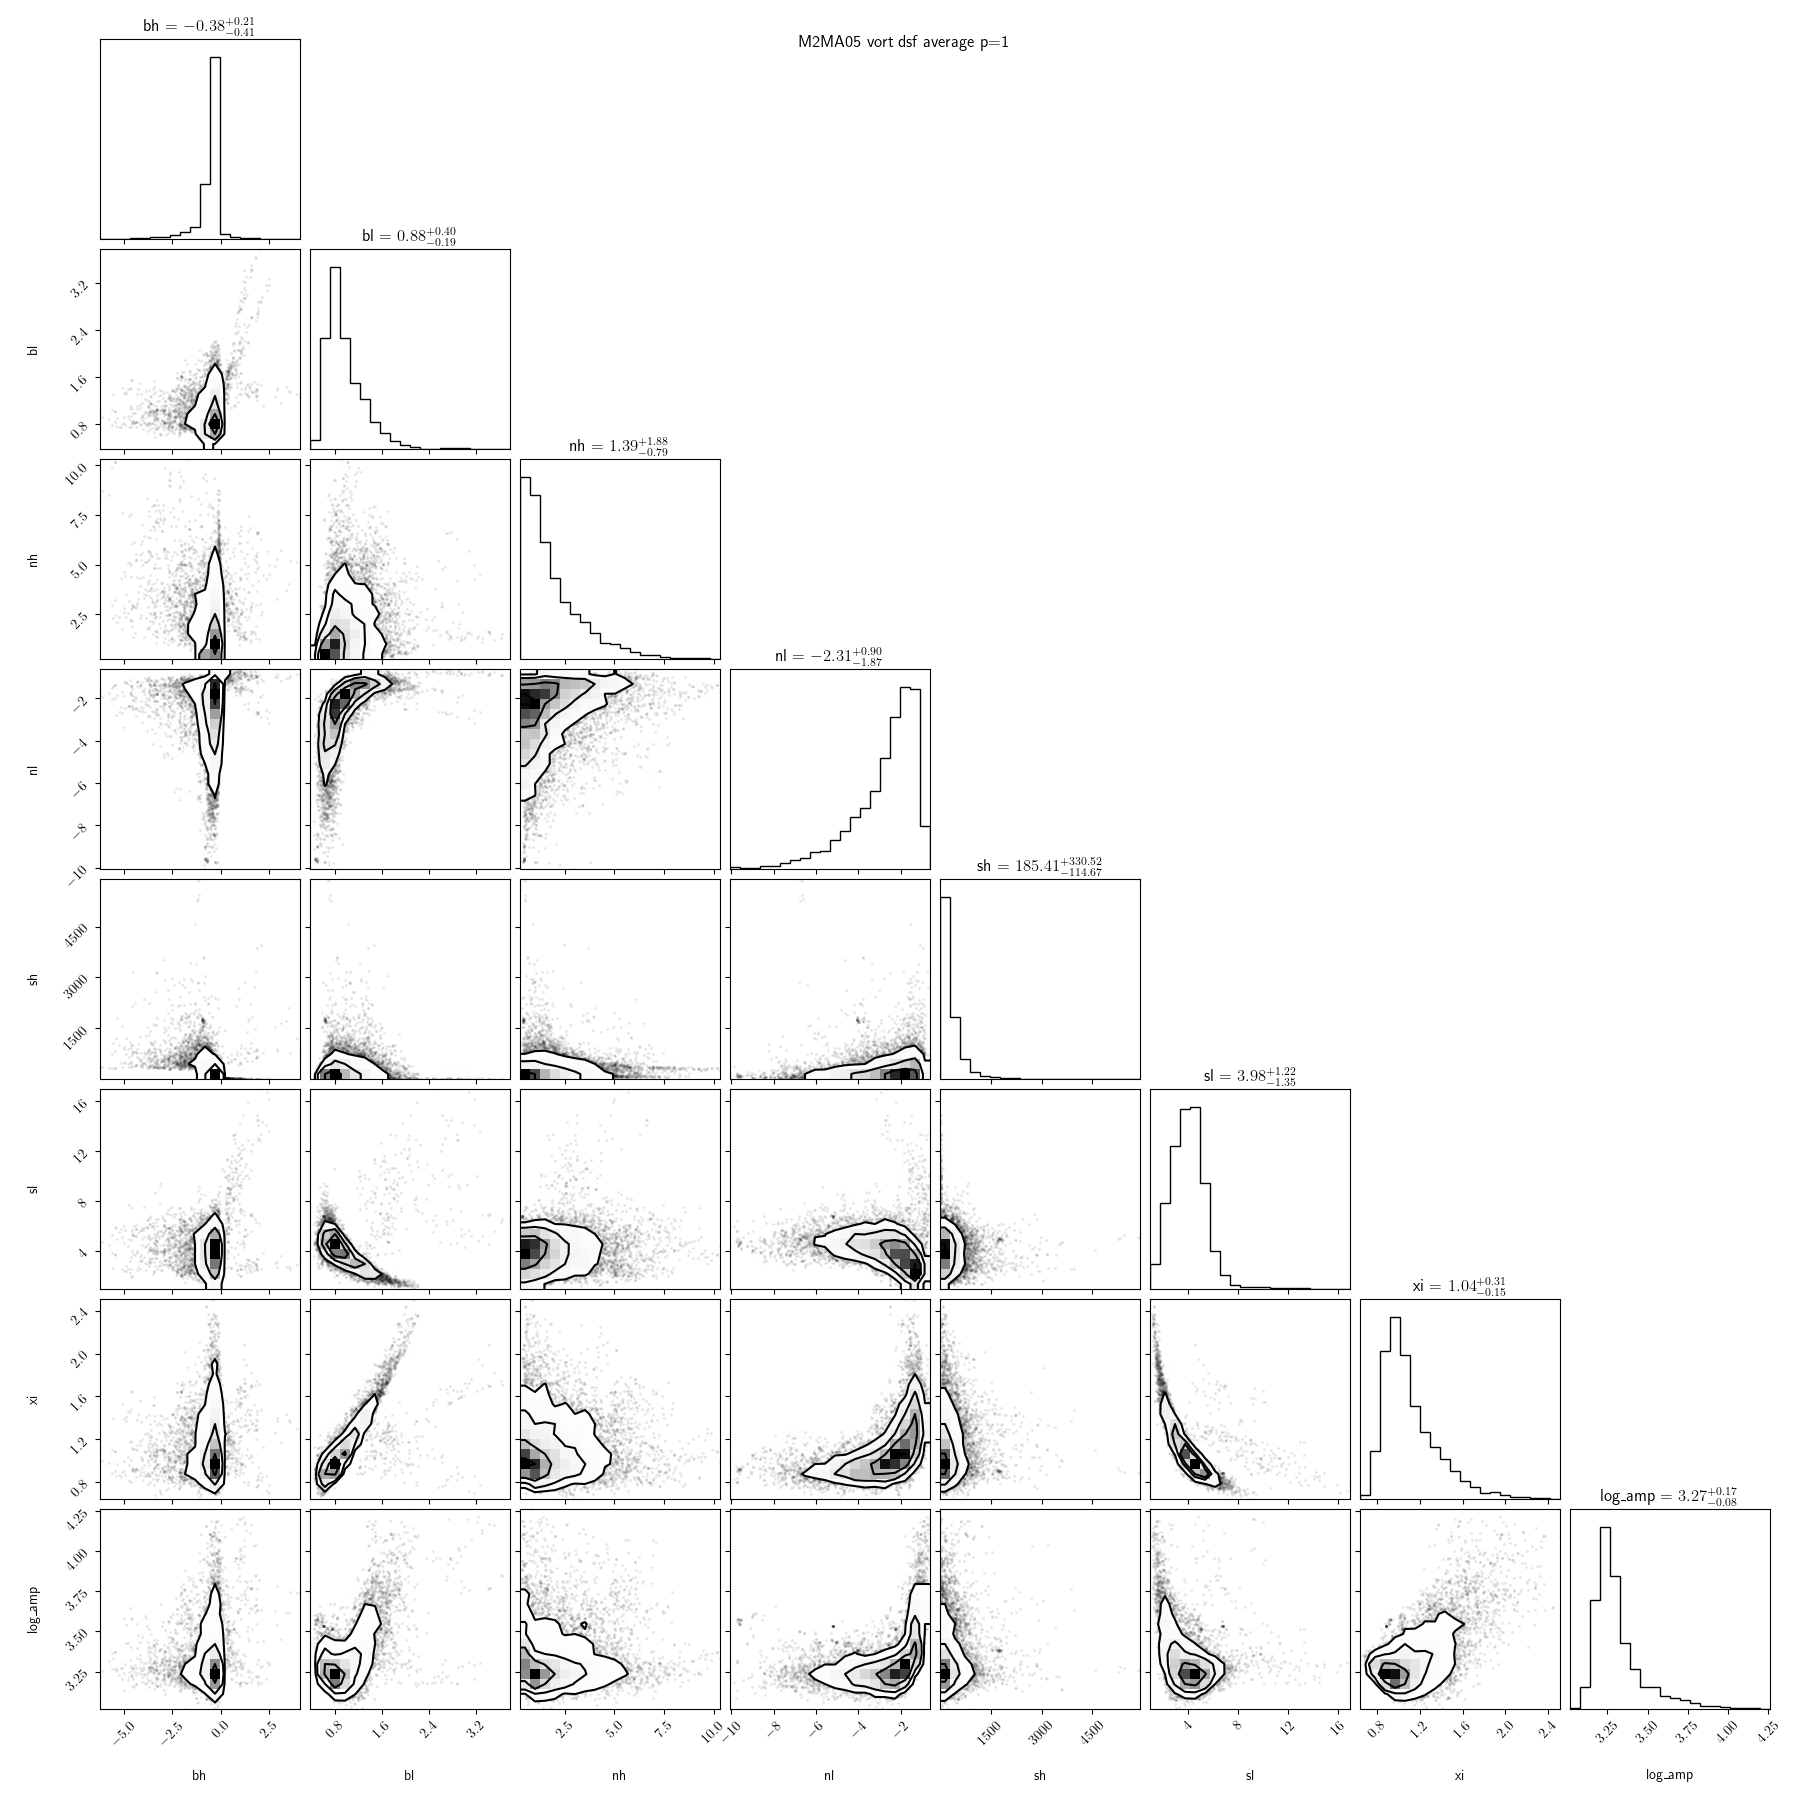 M2MA05 vort dsf average p=1
bh = −0.38 +0.21 −0.41
bl = 0.88 +0.40 −0.19
nh = 1.39 +1.88 −0.79
nl = −2.31 +0.90 −1.87
sh = 185.41 +330.52 −114.67
sl = 3.98 +1.22 −1.35
xi = 1.04 +0.31 −0.15
log_amp = 3.27 +0.17 −0.08
bl
3.2
2.4
1.6
0.8
nh
10.0
7.5
5.0
2.5
nl
−2
−4
−6
−8
−10
sh
4500
3000
1500
sl
16
12
8
4
xi
2.4
2.0
1.6
1.2
0.8
log_amp
4.25
4.00
3.75
3.50
3.25
−5.0 −2.5 0.0 2.5
0.8 1.6 2.4 3.2
2.5 5.0 7.5 10.0
−10 −8 −6 −4 −2
1500 3000 4500
4 8 12 16
0.8 1.2 1.6 2.0 2.4
3.25 3.50 3.75 4.00 4.25
bh bl nh nl sh sl xi log_amp